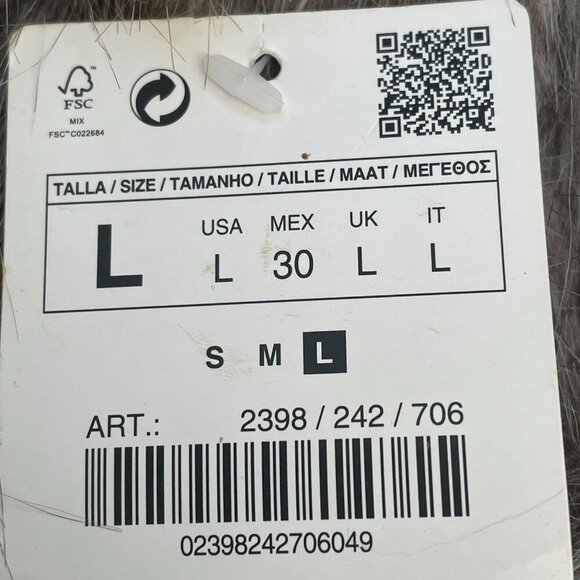 FSC™
MIX
FSC™ C022684
TALLA / SIZE / TAMANHO / TAILLE / MAAT / ΜΕΓΕΘΟΣ
L
USA MEX UK IT
L 30 L L
S M L
ART.: 2398 / 242 / 706
02398242706049